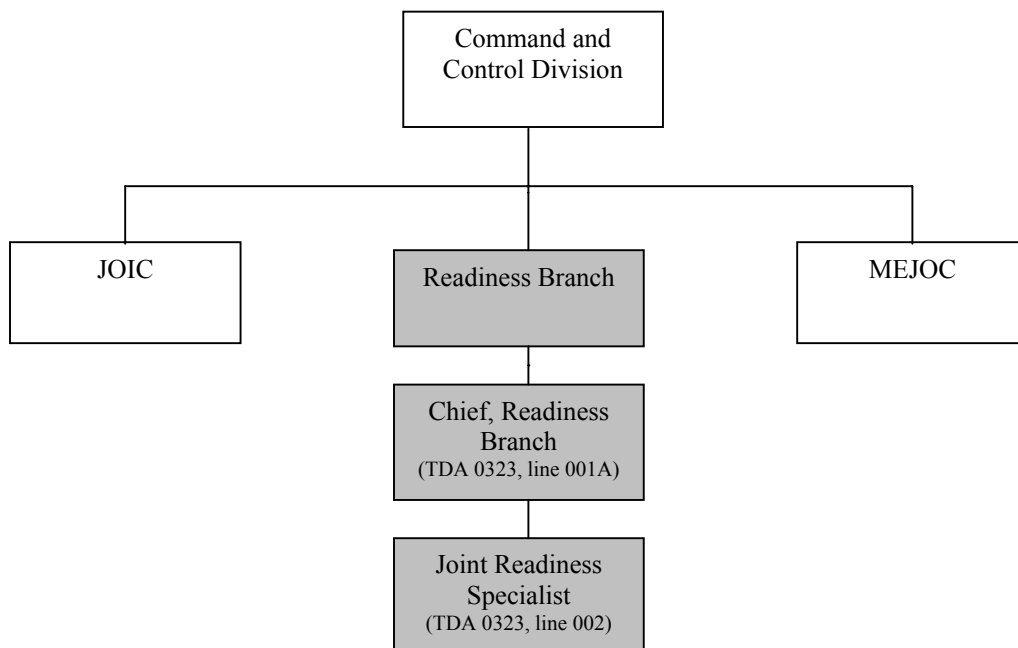 Command and
Control Division
JOIC
Readiness Branch
MEJOC
Chief, Readiness
Branch
(TDA 0323, line 001A)
Joint Readiness
Specialist
(TDA 0323, line 002)